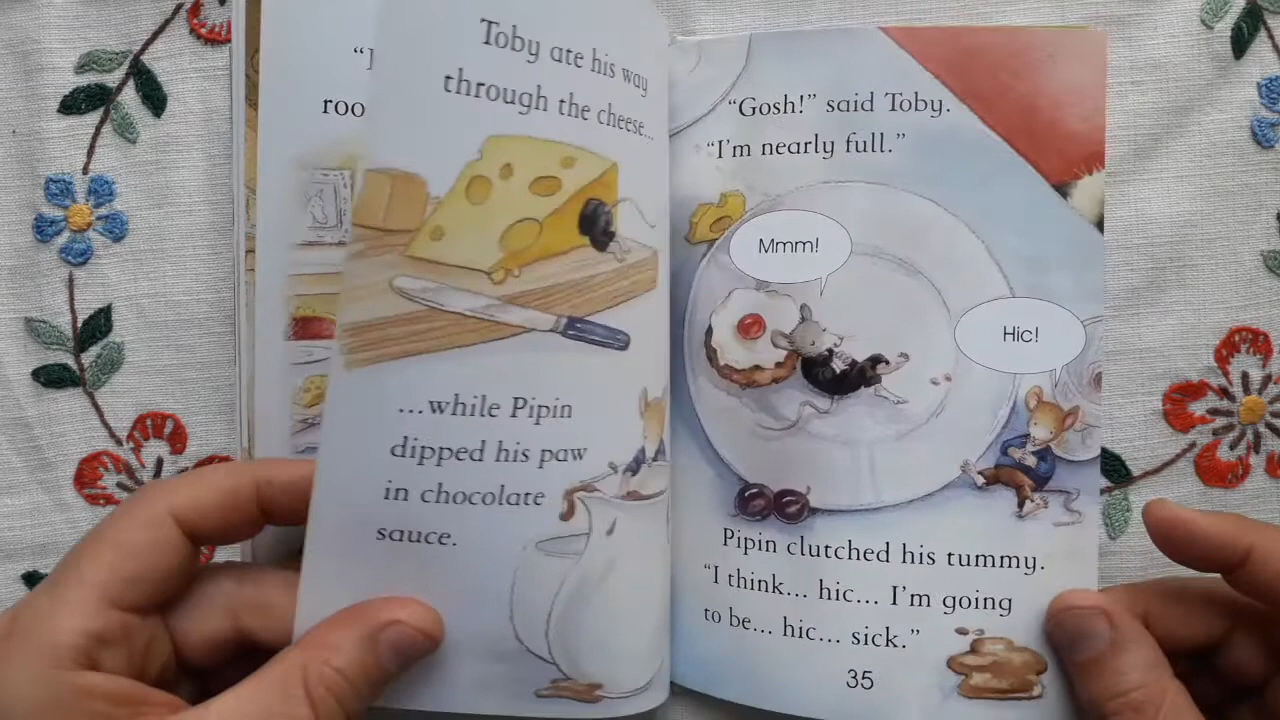 roo
Toby ate his way
through the cheese...
...while Pipin
dipped his paw
in chocolate
sauce.
"Gosh!" said Toby.
"I'm nearly full."
Mmm!
Hic!
Pipin clutched his tummy.
"I think... hic... I'm going
to be... hic... sick."
35